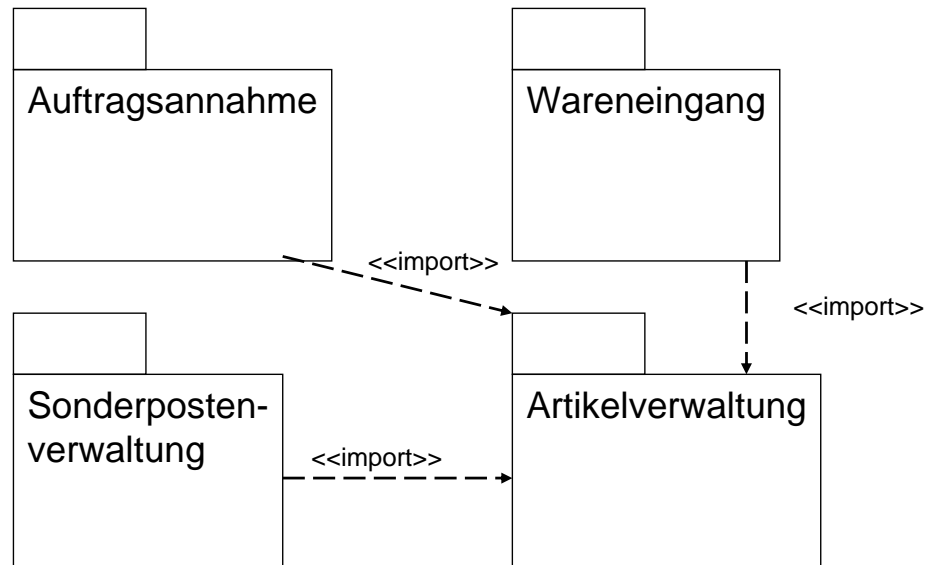 Auftragsannahme
Wareneingang
<<import>>
<<import>>
Sonderposten-
verwaltung
Artikelverwaltung
<<import>>